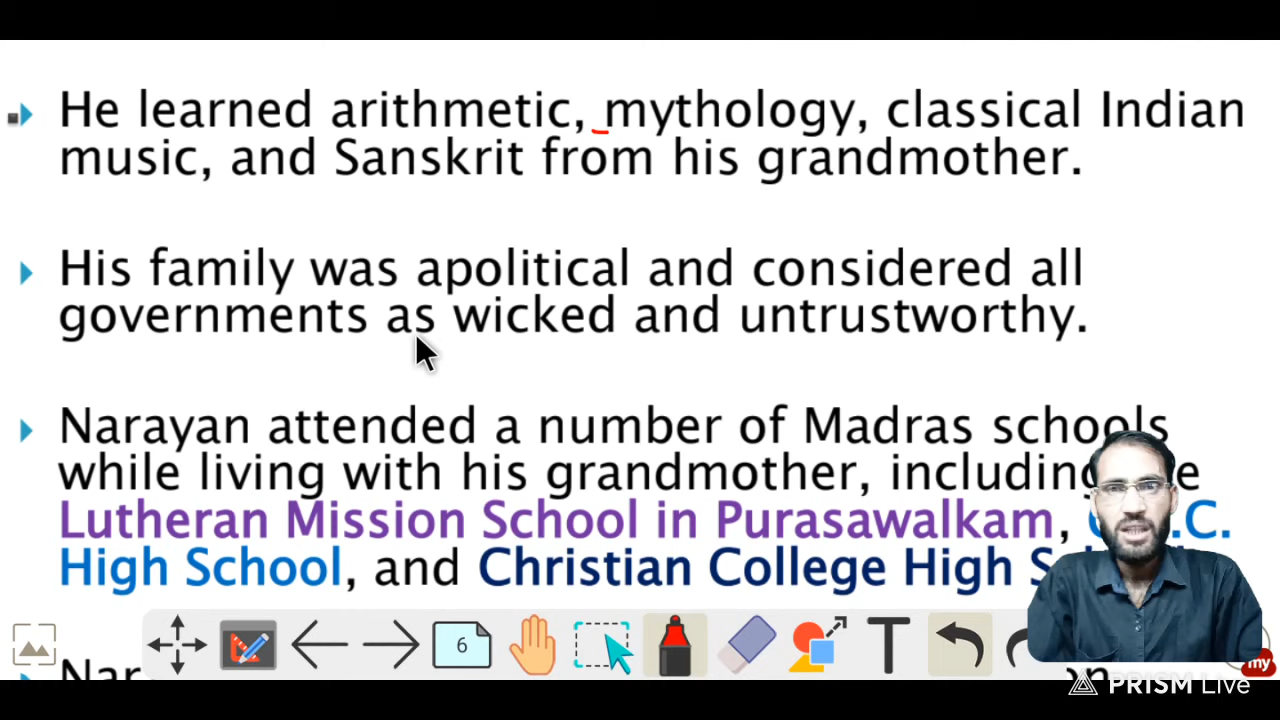 He learned arithmetic, mythology, classical Indian
music, and Sanskrit from his grandmother.
His family was apolitical and considered all
governments as wicked and untrustworthy.
Narayan attended a number of Madras schools
while living with his grandmother, including
Lutheran Mission School in Purasawalkam,
High School, and Christian College High
6
T
my
PRISM Live